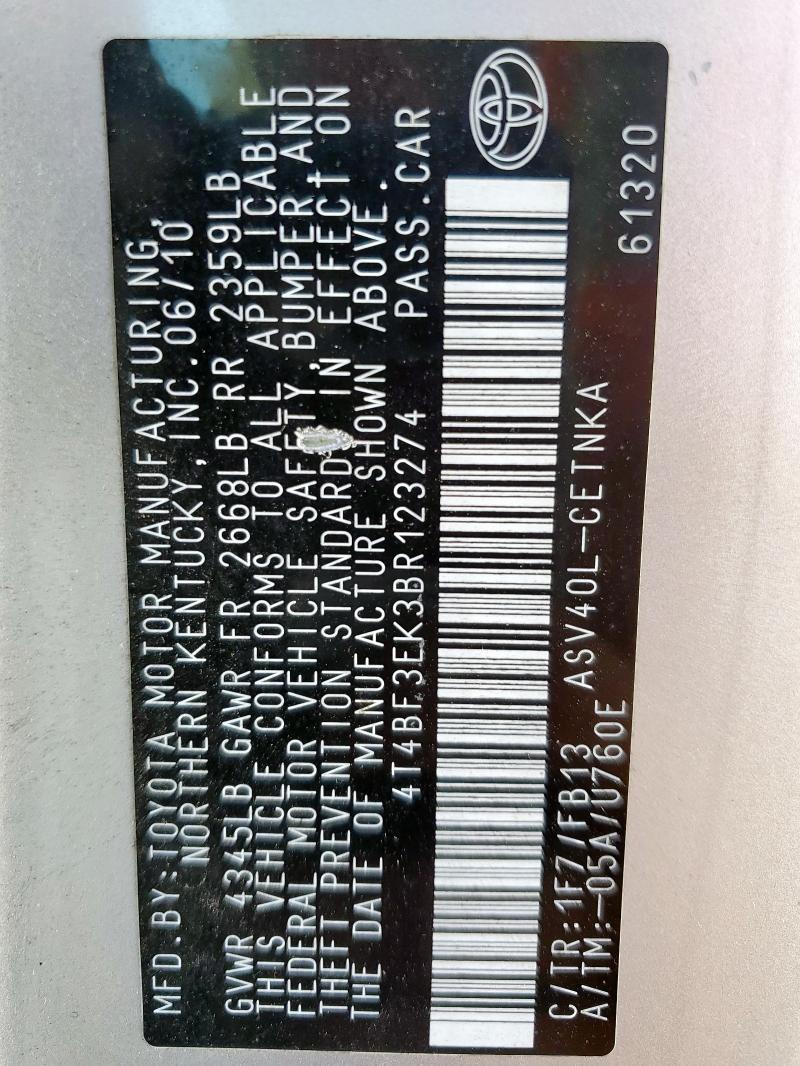 MFD.BY:TOYOTA MOTOR MANUFACTURING,
NORTHERN KENTUCKY,INC.06/10
GVWR 4345LB GAWR FR 2668LB RR 2359LB
THIS VEHICLE CONFORMS TO ALL APPLICABLE
FEDERAL MOTOR VEHICLE SAFETY, BUMPER,AND
THEFT PREVENTION STANDARD IN EFFECT ON
THE DATE OF MANUFACTURE SHOWN ABOVE.
4T4BF3EK3BR123274 PASS.CAR
C/TR:1F7/FB13 ASV40L-CETNKA
A/TM:-05A/U760E 61320